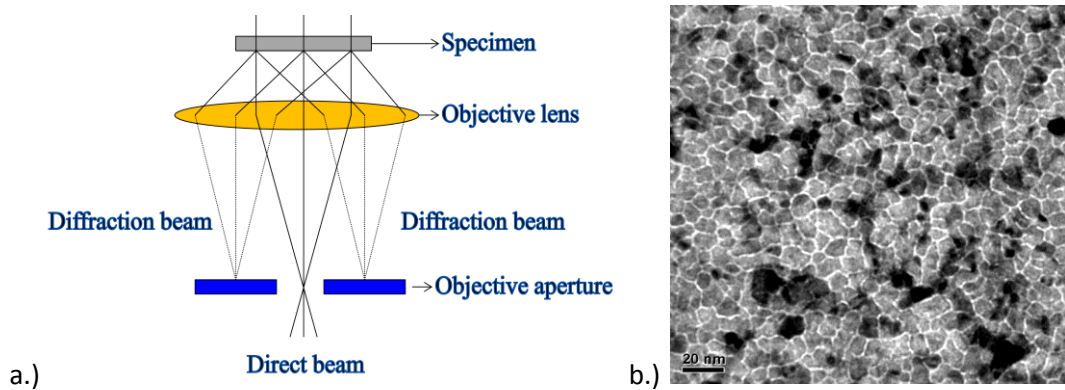 Specimen
Objective lens
Diffraction beam
Diffraction beam
Objective aperture
Direct beam
a.)
b.)
20 nm